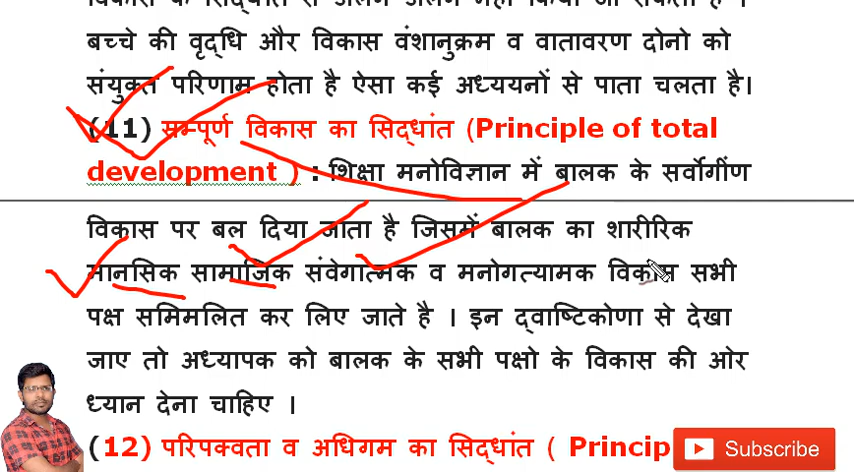 विकास के सिद्धांत से अलग अलग नहीं किया जा सकता है ।
बच्चे की वृद्धि और विकास वंशानुक्रम व वातावरण दोनो को
संयुक्त परिणाम होता है ऐसा कई अध्ययनों से पाता चलता है।
(11) सम्पूर्ण विकास का सिद्धांत (Principle of total
development ) : शिक्षा मनोविज्ञान में बालक के सर्वोगींण
विकास पर बल दिया जाता है जिसमें बालक का शारीरिक
मानसिक सामाजिक संवेगात्मक व मनोगत्यामक विकास सभी
पक्ष समिमलित कर लिए जाते है । इन द्वाष्टिकोणा से देखा
जाए तो अध्यापक को बालक के सभी पक्षो के विकास की ओर
ध्यान देना चाहिए ।
(12) परिपक्वता व अधिगम का सिद्धांत ( Princip
Subscribe